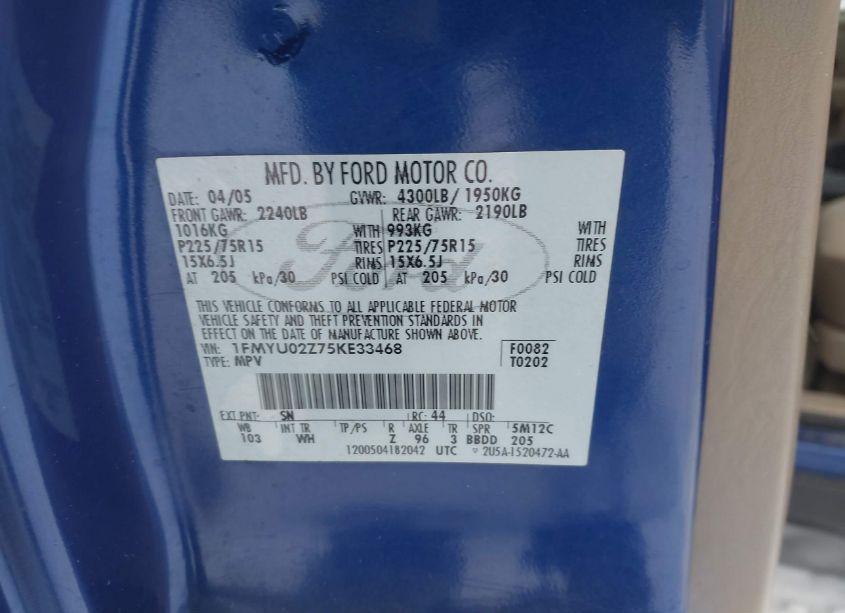 MFD. BY FORD MOTOR CO.
DATE: 04/05 GVWR: 4300LB/ 1950KG
FRONT GAWR: 2240LB REAR GAWR: 2190LB
1016KG WITH 993KG WITH
P225/75R15 TIRES P225/75R15 TIRES
15X6.5J RIMS 15X6.5J RIMS
AT 205 kPa/30 PSI COLD AT 205 kPa/30 PSI COLD
Ford
THIS VEHICLE CONFORMS TO ALL APPLICABLE FEDERAL MOTOR
VEHICLE SAFETY AND THEFT PREVENTION STANDARDS IN
EFFECT ON THE DATE OF MANUFACTURE SHOWN ABOVE.
VIN: 1FMYU02Z75KE33468 F0082
TYPE: MPV T0202
EXT PNT: SN RC: 44 DSO:
WB INT TR TP/PS R AXLE TR SPR 5M12C
103 WH Z 96 3 BBDD 205
1200504182042 UTC 2U5A-1520472-AA